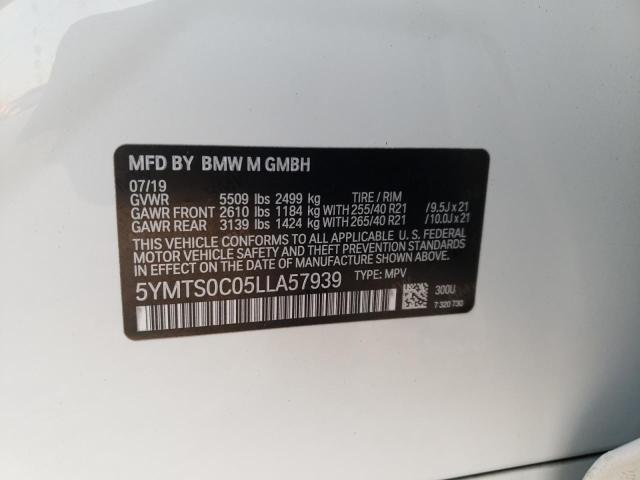 MFD BY BMW M GMBH
07/19
GVWR 5509 lbs 2499 kg TIRE / RIM
GAWR FRONT 2610 lbs 1184 kg WITH 255/40 R21 / 9.5J x 21
GAWR REAR 3139 lbs 1424 kg WITH 265/40 R21 / 10.0J x 21
THIS VEHICLE CONFORMS TO ALL APPLICABLE U. S. FEDERAL
MOTOR VEHICLE SAFETY, BUMPER, AND THEFT PREVENTION STANDARDS
IN EFFECT ON THE DATE OF MANUFACTURE SHOWN ABOVE.
5YMTS0C05LLA57939 TYPE: MPV
300U
7 320 730